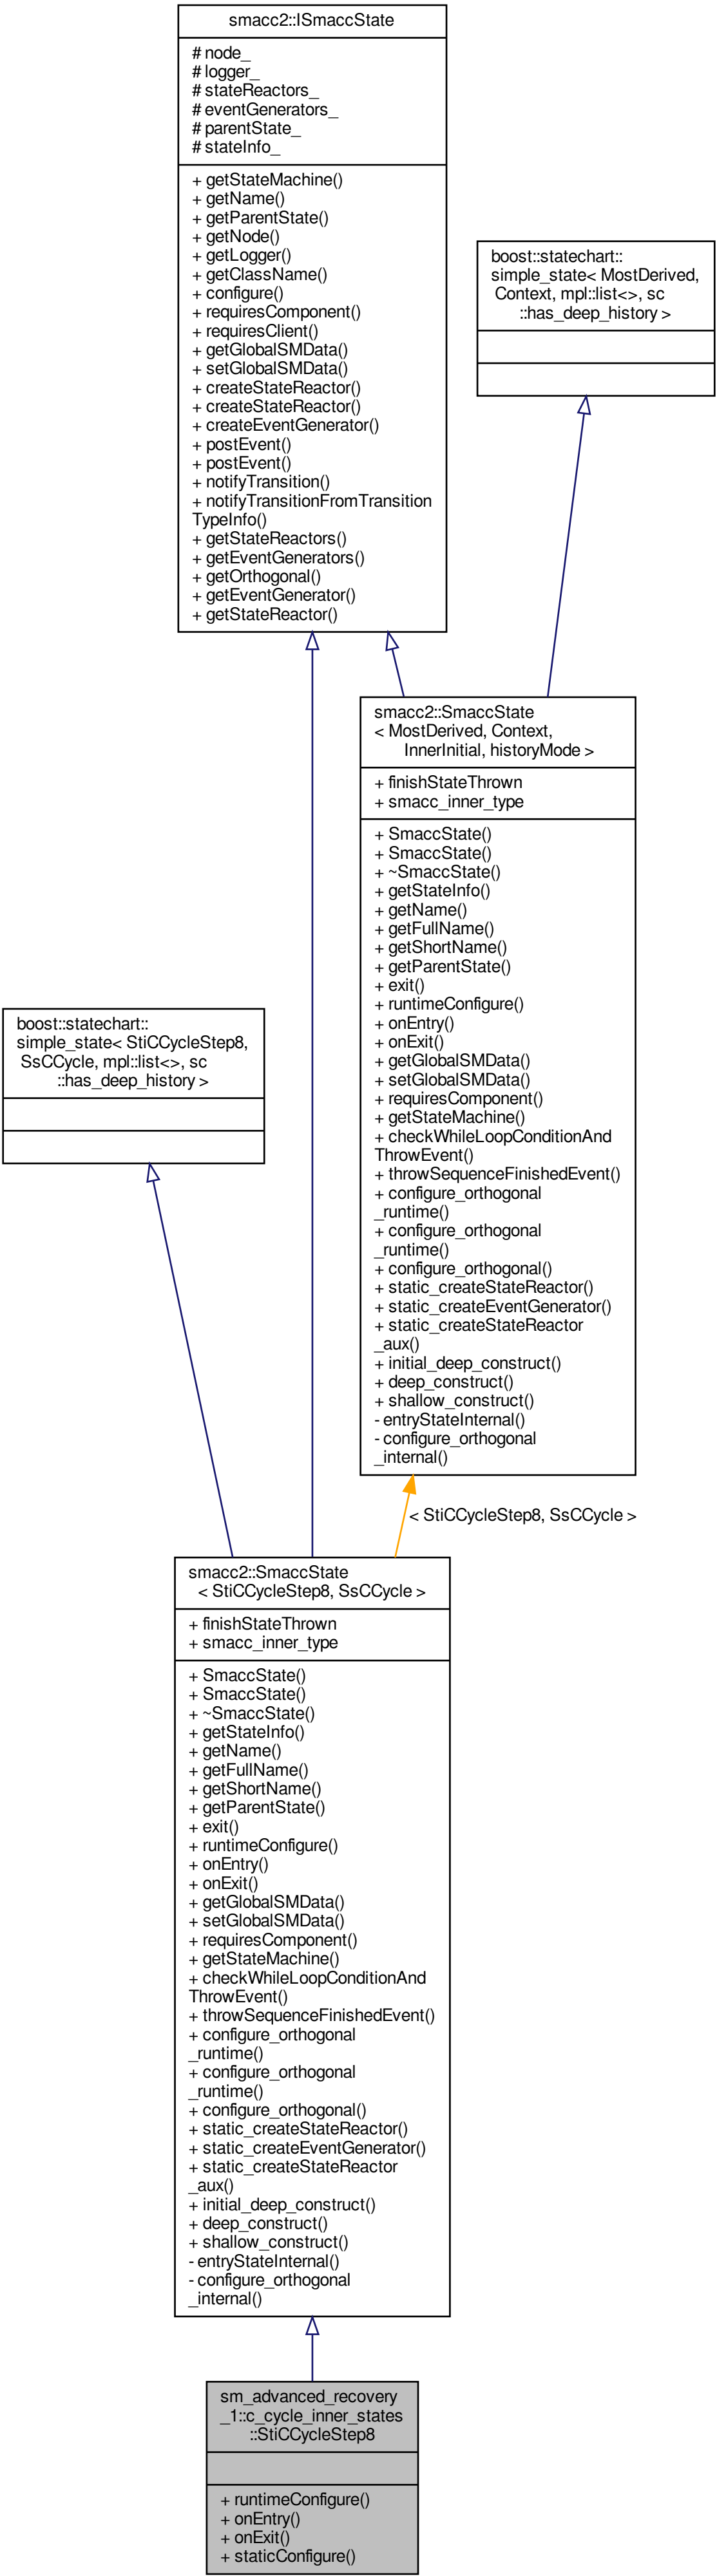 smacc2::ISmaccState
# node_
# logger_
# stateReactors_
# eventGenerators_
# parentState_
# stateInfo_
+ getStateMachine()
+ getName()
+ getParentState()
+ getNode()
+ getLogger()
+ getClassName()
+ configure()
+ requiresComponent()
+ requiresClient()
+ getGlobalSMData()
+ setGlobalSMData()
+ createStateReactor()
+ createStateReactor()
+ createEventGenerator()
+ postEvent()
+ postEvent()
+ notifyTransition()
+ notifyTransitionFromTransition
TypeInfo()
+ getStateReactors()
+ getEventGenerators()
+ getOrthogonal()
+ getEventGenerator()
+ getStateReactor()
boost::statechart::
simple_state< MostDerived,
Context, mpl::list<>, sc
::has_deep_history >
smacc2::SmaccState
< MostDerived, Context,
InnerInitial, historyMode >
+ finishStateThrown
+ smacc_inner_type
+ SmaccState()
+ SmaccState()
+ ~SmaccState()
+ getStateInfo()
+ getName()
+ getFullName()
+ getShortName()
+ getParentState()
+ exit()
+ runtimeConfigure()
+ onEntry()
+ onExit()
+ getGlobalSMData()
+ setGlobalSMData()
+ requiresComponent()
+ getStateMachine()
+ checkWhileLoopConditionAnd
ThrowEvent()
+ throwSequenceFinishedEvent()
+ configure_orthogonal
_runtime()
+ configure_orthogonal
_runtime()
+ configure_orthogonal()
+ static_createStateReactor()
+ static_createEventGenerator()
+ static_createStateReactor
_aux()
+ initial_deep_construct()
+ deep_construct()
+ shallow_construct()
- entryStateInternal()
- configure_orthogonal
_internal()
boost::statechart::
simple_state< StiCCycleStep8,
SsCCycle, mpl::list<>, sc
::has_deep_history >
< StiCCycleStep8, SsCCycle >
smacc2::SmaccState
< StiCCycleStep8, SsCCycle >
+ finishStateThrown
+ smacc_inner_type
+ SmaccState()
+ SmaccState()
+ ~SmaccState()
+ getStateInfo()
+ getName()
+ getFullName()
+ getShortName()
+ getParentState()
+ exit()
+ runtimeConfigure()
+ onEntry()
+ onExit()
+ getGlobalSMData()
+ setGlobalSMData()
+ requiresComponent()
+ getStateMachine()
+ checkWhileLoopConditionAnd
ThrowEvent()
+ throwSequenceFinishedEvent()
+ configure_orthogonal
_runtime()
+ configure_orthogonal
_runtime()
+ configure_orthogonal()
+ static_createStateReactor()
+ static_createEventGenerator()
+ static_createStateReactor
_aux()
+ initial_deep_construct()
+ deep_construct()
+ shallow_construct()
- entryStateInternal()
- configure_orthogonal
_internal()
sm_advanced_recovery
_1::c_cycle_inner_states
::StiCCycleStep8
+ runtimeConfigure()
+ onEntry()
+ onExit()
+ staticConfigure()